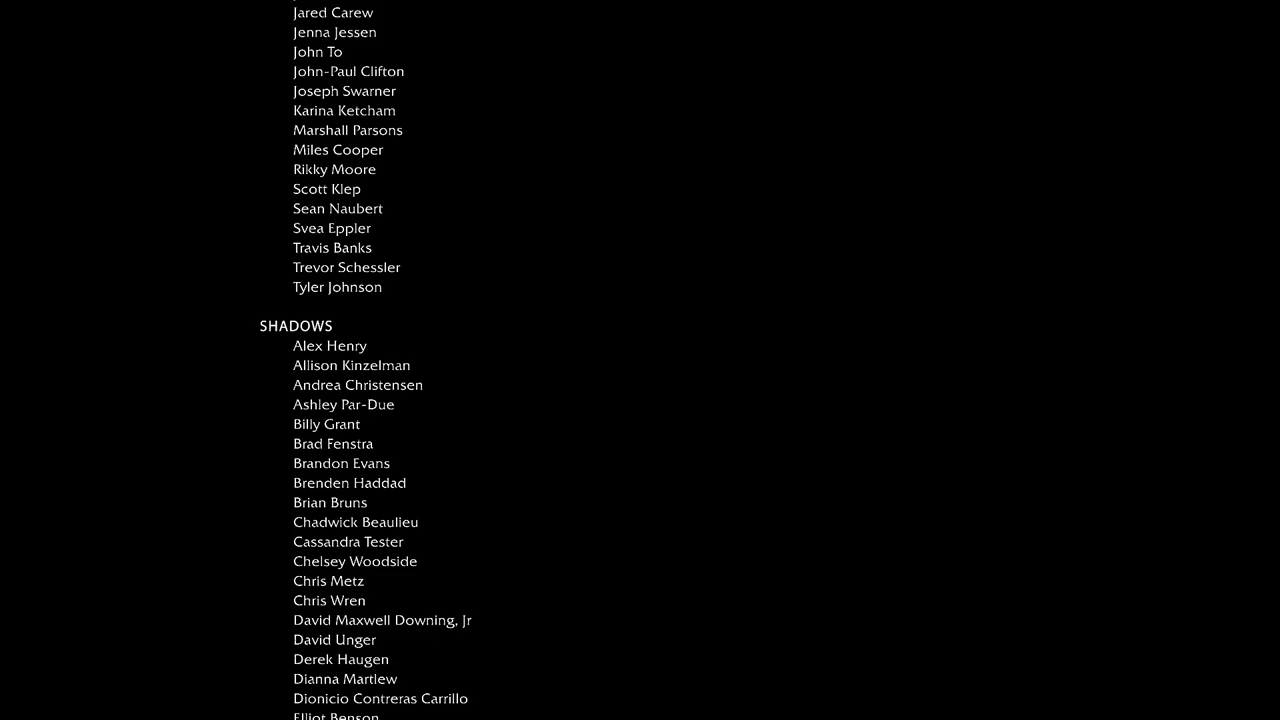 Jared Carew
Jenna Jessen
John To
John-Paul Clifton
Joseph Swarner
Karina Ketcham
Marshall Parsons
Miles Cooper
Rikky Moore
Scott Klep
Sean Naubert
Svea Eppler
Travis Banks
Trevor Schessler
Tyler Johnson
SHADOWS
Alex Henry
Allison Kinzelman
Andrea Christensen
Ashley Par-Due
Billy Grant
Brad Fenstra
Brandon Evans
Brenden Haddad
Brian Bruns
Chadwick Beaulieu
Cassandra Tester
Chelsey Woodside
Chris Metz
Chris Wren
David Maxwell Downing, Jr
David Unger
Derek Haugen
Dianna Martlew
Dionicio Contreras Carrillo
Elliot Benson